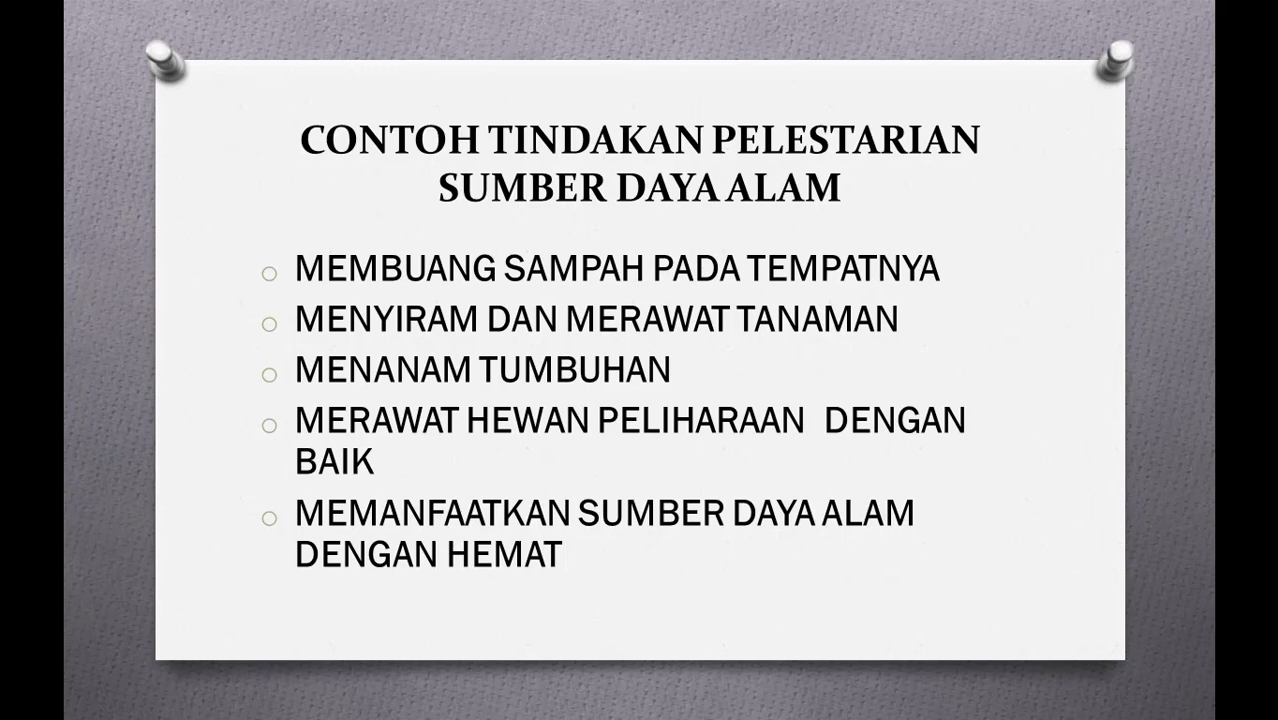 CONTOH TINDAKAN PELESTARIAN
SUMBER DAYA ALAM
MEMBUANG SAMPAH PADA TEMPATNYA
MENYIRAM DAN MERAWAT TANAMAN
MENANAM TUMBUHAN
MERAWAT HEWAN PELIHARAAN DENGAN
BAIK
MEMANFAATKAN SUMBER DAYA ALAM
DENGAN HEMAT